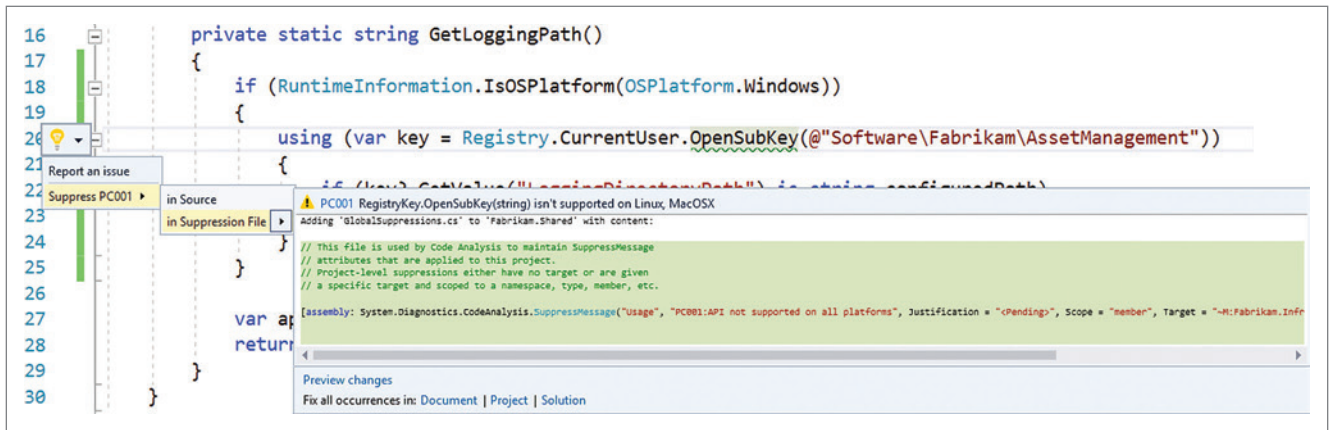 16 private static string GetLoggingPath()
17 {
18 if (RuntimeInformation.IsOSPlatform(OSPlatform.Windows))
19 {
20 using (var key = Registry.CurrentUser.OpenSubKey(@"Software\Fabrikam\AssetManagement"))
21 {
22
23
24 }
25 }
26
27 var ap
28 return
29 }
30 }
Report an issue
Suppress PC001
in Source
in Suppression File
PC001 RegistryKey.OpenSubKey(string) isn't supported on Linux, MacOSX
Adding 'GlobalSuppressions.cs' to 'Fabrikam.Shared' with content:
// This file is used by Code Analysis to maintain SuppressMessage
// attributes that are applied to this project.
// Project-level suppressions either have no target or are given
// a specific target and scoped to a namespace, type, member, etc.
[assembly: System.Diagnostics.CodeAnalysis.SuppressMessage("Usage", "PC001:API not supported on all platforms", Justification = "<Pending>", Scope = "member", Target = "~M:Fabrikam.Infr
Preview changes
Fix all occurrences in: Document | Project | Solution